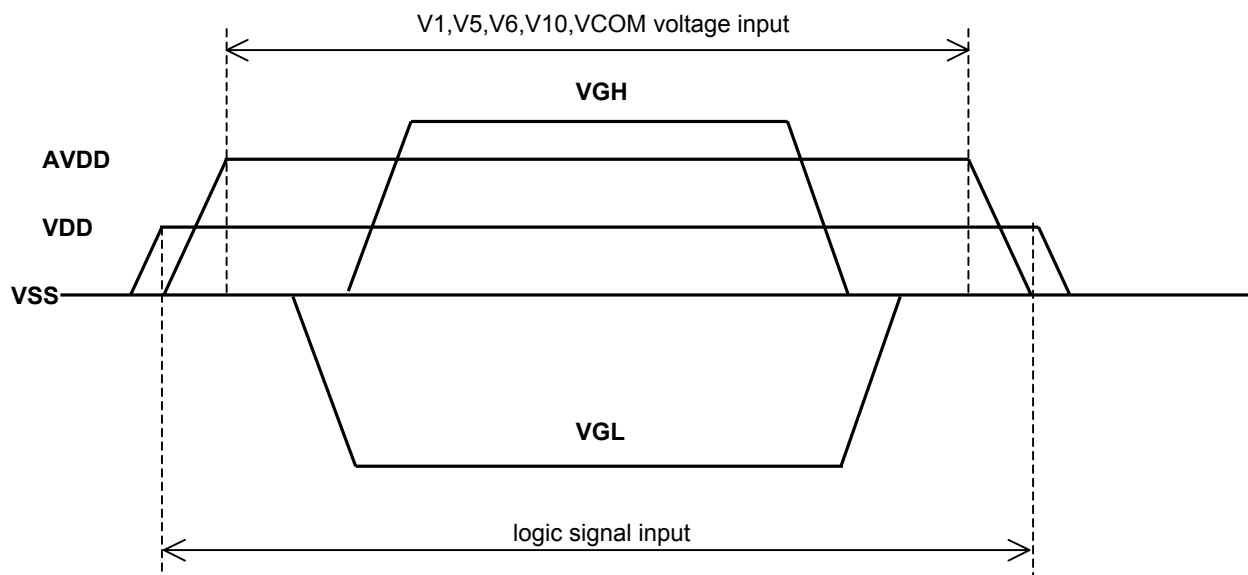 V1,V5,V6,V10,VCOM voltage input
VGH
AVDD
VDD
VSS
VGL
logic signal input